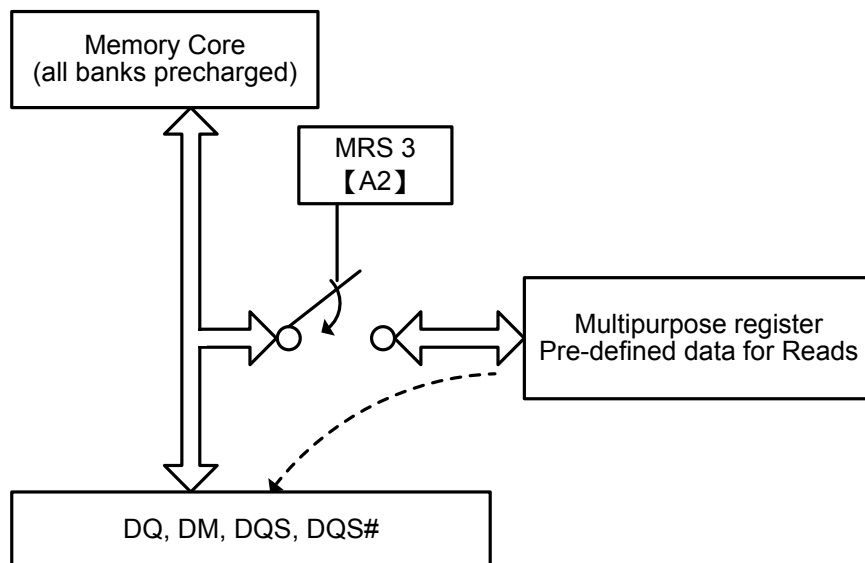 Memory Core
(all banks precharged)
MRS 3
【A2】
Multipurpose register
Pre-defined data for Reads
DQ, DM, DQS, DQS#